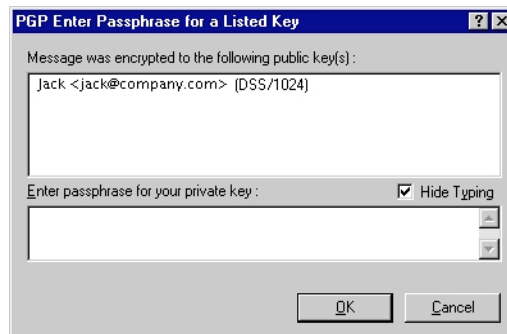 PGP Enter Passphrase for a Listed Key
Message was encrypted to the following public key(s) :
Jack <jack@company.com> (DSS/1024)
Enter passphrase for your private key :
Hide Typing
OK
Cancel